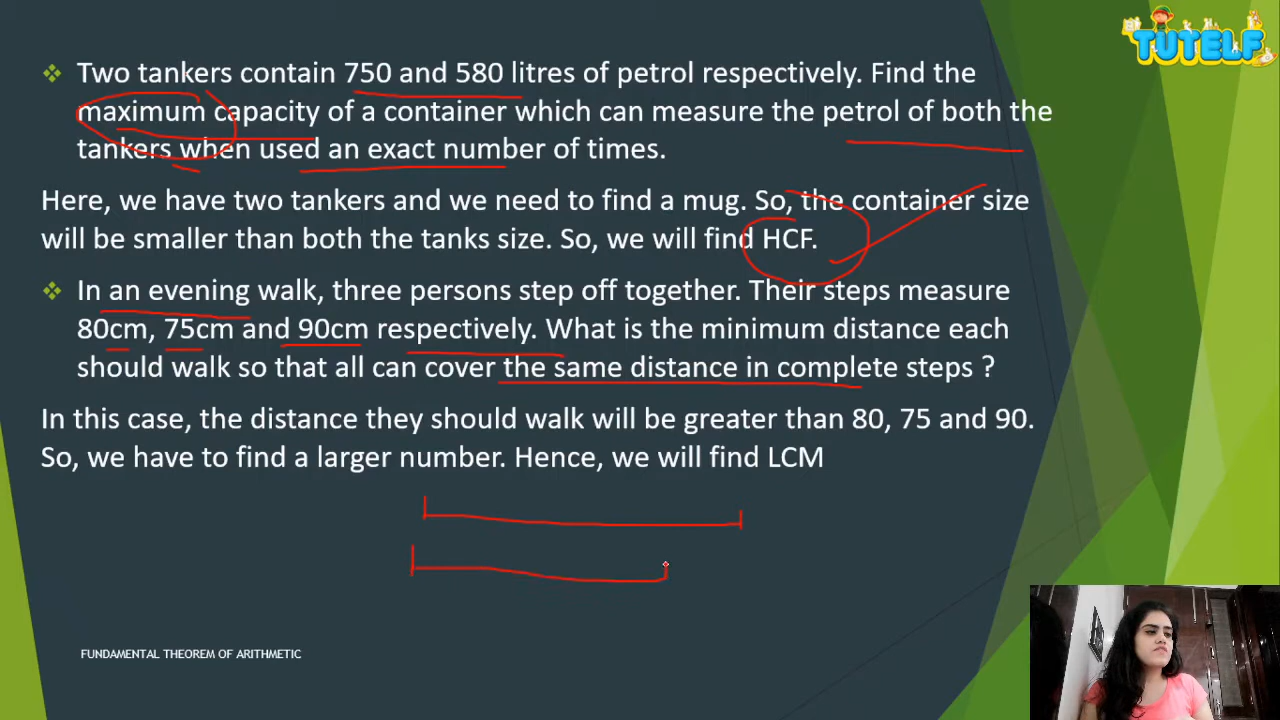 TUTELF
❖ Two tankers contain 750 and 580 litres of petrol respectively. Find the
maximum capacity of a container which can measure the petrol of both the
tankers when used an exact number of times.
Here, we have two tankers and we need to find a mug. So, the container size
will be smaller than both the tanks size. So, we will find HCF.
❖ In an evening walk, three persons step off together. Their steps measure
80cm, 75cm and 90cm respectively. What is the minimum distance each
should walk so that all can cover the same distance in complete steps ?
In this case, the distance they should walk will be greater than 80, 75 and 90.
So, we have to find a larger number. Hence, we will find LCM
FUNDAMENTAL THEOREM OF ARITHMETIC